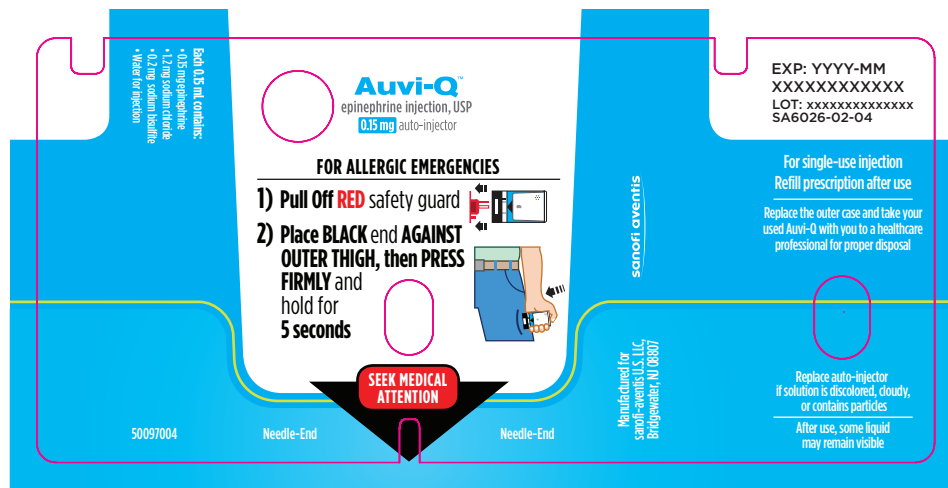 Each 0.15 mL contains:
• 0.15 mg epinephrine
• 1.2 mg sodium chloride
• 0.2 mg sodium bisulfite
• Water for injection
Auvi-Q™
epinephrine injection, USP
0.15 mg auto-injector
FOR ALLERGIC EMERGENCIES
1) Pull Off RED safety guard
2) Place BLACK end AGAINST
OUTER THIGH, then PRESS
FIRMLY and
hold for
5 seconds
SEEK MEDICAL
ATTENTION
50097004
Needle-End
Needle-End
sanofi aventis
Manufactured for
sanofi-aventis U.S. LLC,
Bridgewater, NJ 08807
EXP: YYYY-MM
XXXXXXXXXXXX
LOT: xxxxxxxxxxxxxx
SA6026-02-04
For single-use injection
Refill prescription after use
Replace the outer case and take your
used Auvi-Q with you to a healthcare
professional for proper disposal
Replace auto-injector
if solution is discolored, cloudy,
or contains particles
After use, some liquid
may remain visible